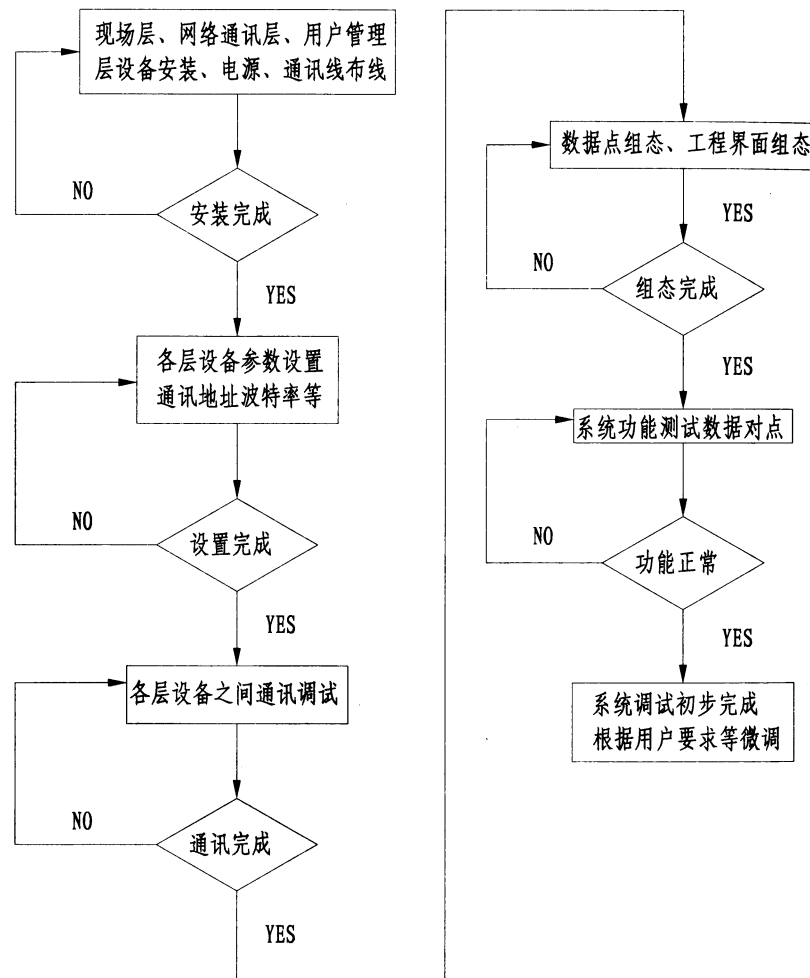 现场层、网络通讯层、用户管理
层设备安装、电源、通讯线布线
NO
安装完成
YES
各层设备参数设置
通讯地址波特率等
NO
设置完成
YES
各层设备之间通讯调试
NO
通讯完成
YES
数据点组态、工程界面组态
YES
NO
组态完成
YES
系统功能测试数据对点
NO
功能正常
YES
系统调试初步完成
根据用户要求等微调